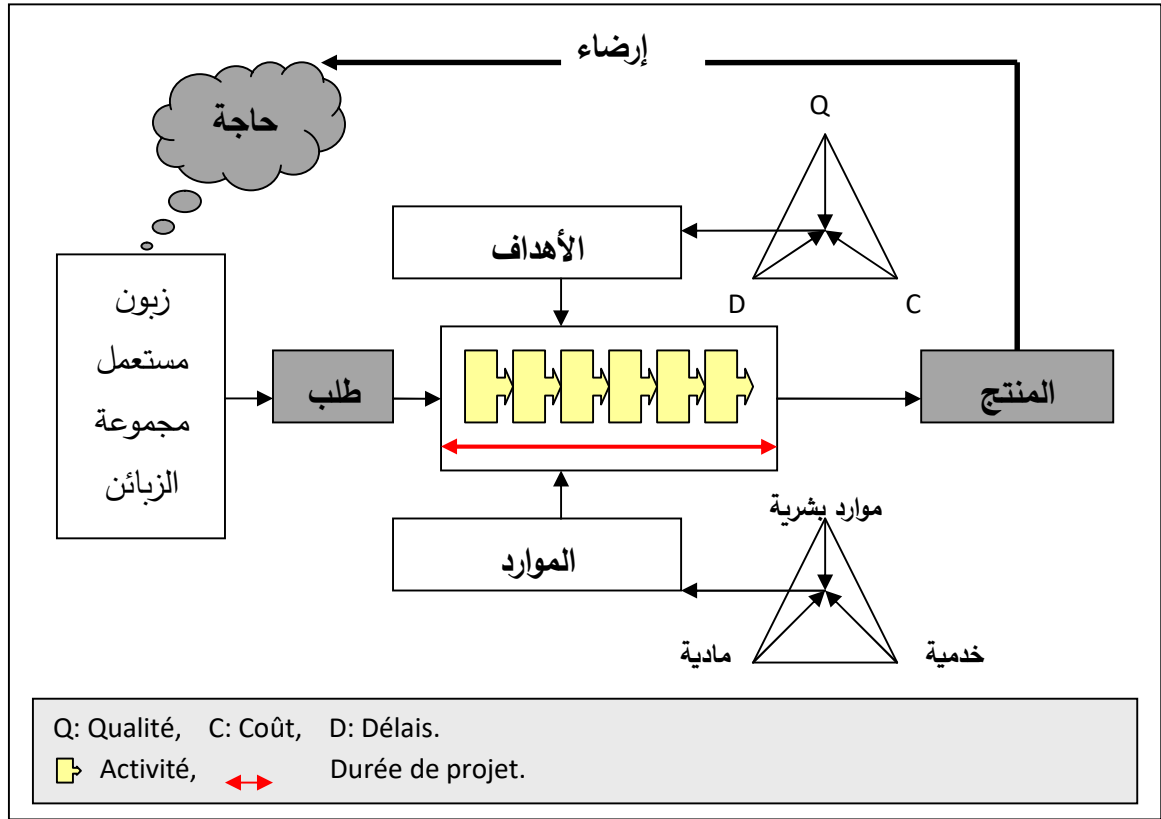 إرضاء
حاجة
Q
الأهداف
D
C
زبون
مستعمل
مجموعة
الزبائن
طلب
المنتج
موارد بشرية
الموارد
مادية
خدمية
Q: Qualité, C: Coût, D: Délais.
Activité, Durée de projet.